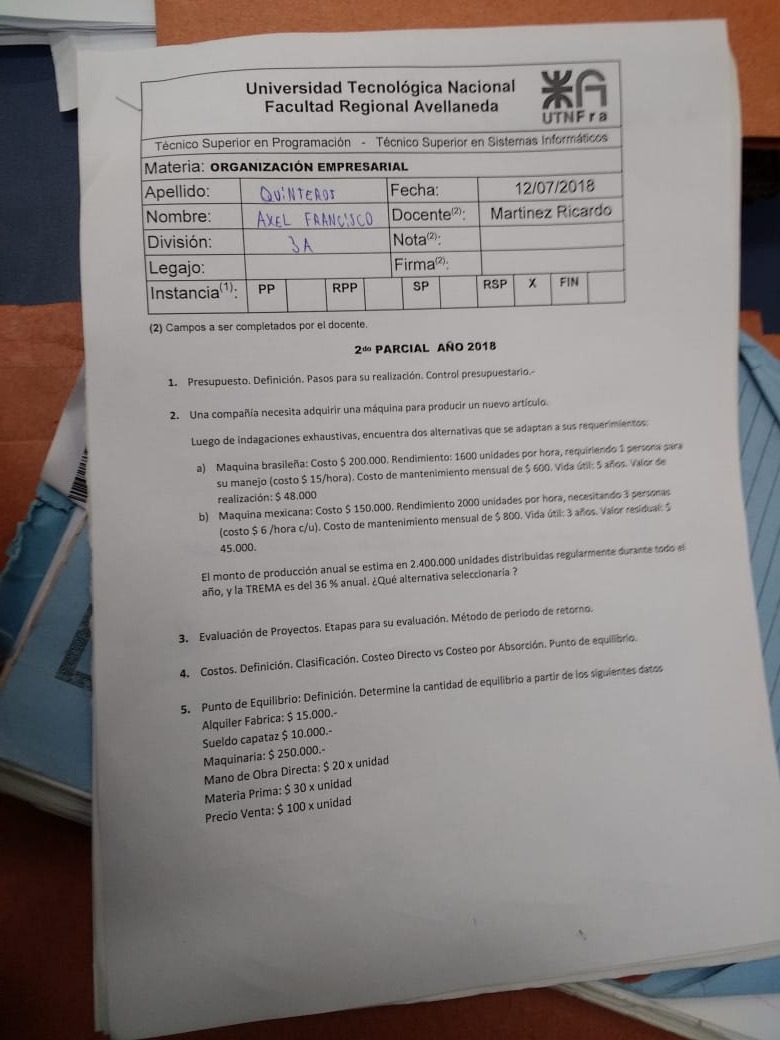 Universidad Tecnológica Nacional
Facultad Regional Avellaneda
UTNFra
Técnico Superior en Programación - Técnico Superior en Sistemas Informáticos
Materia: ORGANIZACIÓN EMPRESARIAL
Apellido: QUINTEROS Fecha: 12/07/2018
Nombre: AXEL FRANCISCO Docente(2): Martinez Ricardo
División: 3A Nota(2):
Legajo: Firma(2):
Instancia(1): PP RPP SP RSP X FIN
(2) Campos a ser completados por el docente.
2do PARCIAL AÑO 2018
1. Presupuesto. Definición. Pasos para su realización. Control presupuestario.-
2. Una compañía necesita adquirir una máquina para producir un nuevo artículo.
Luego de indagaciones exhaustivas, encuentra dos alternativas que se adaptan a sus requerimientos:
a) Maquina brasileña: Costo $ 200.000. Rendimiento: 1600 unidades por hora, requiriendo 1 persona para
su manejo (costo $ 15/hora). Costo de mantenimiento mensual de $ 600. Vida útil: 5 años. Valor de
realización: $ 48.000
b) Maquina mexicana: Costo $ 150.000. Rendimiento 2000 unidades por hora, necesitando 3 personas
(costo $ 6 /hora c/u). Costo de mantenimiento mensual de $ 800. Vida útil: 3 años. Valor residual: $
45.000.
El monto de producción anual se estima en 2.400.000 unidades distribuidas regularmente durante todo el
año, y la TREMA es del 36 % anual. ¿Qué alternativa seleccionaría ?
3. Evaluación de Proyectos. Etapas para su evaluación. Método de periodo de retorno.
4. Costos. Definición. Clasificación. Costeo Directo vs Costeo por Absorción. Punto de equilibrio.
5. Punto de Equilibrio: Definición. Determine la cantidad de equilibrio a partir de los siguientes datos
Alquiler Fabrica: $ 15.000.-
Sueldo capataz $ 10.000.-
Maquinaria: $ 250.000.-
Mano de Obra Directa: $ 20 x unidad
Materia Prima: $ 30 x unidad
Precio Venta: $ 100 x unidad